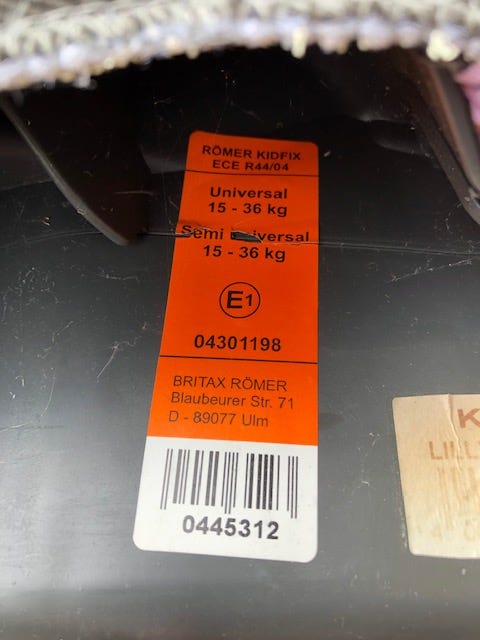 RÖMER KIDFIX
ECE R44/04
Universal
15 - 36 kg
Semi
15 - 36 kg
E1
04301198
BRITAX RÖMER
Blaubeurer Str. 71
D - 89077 Ulm
0445312